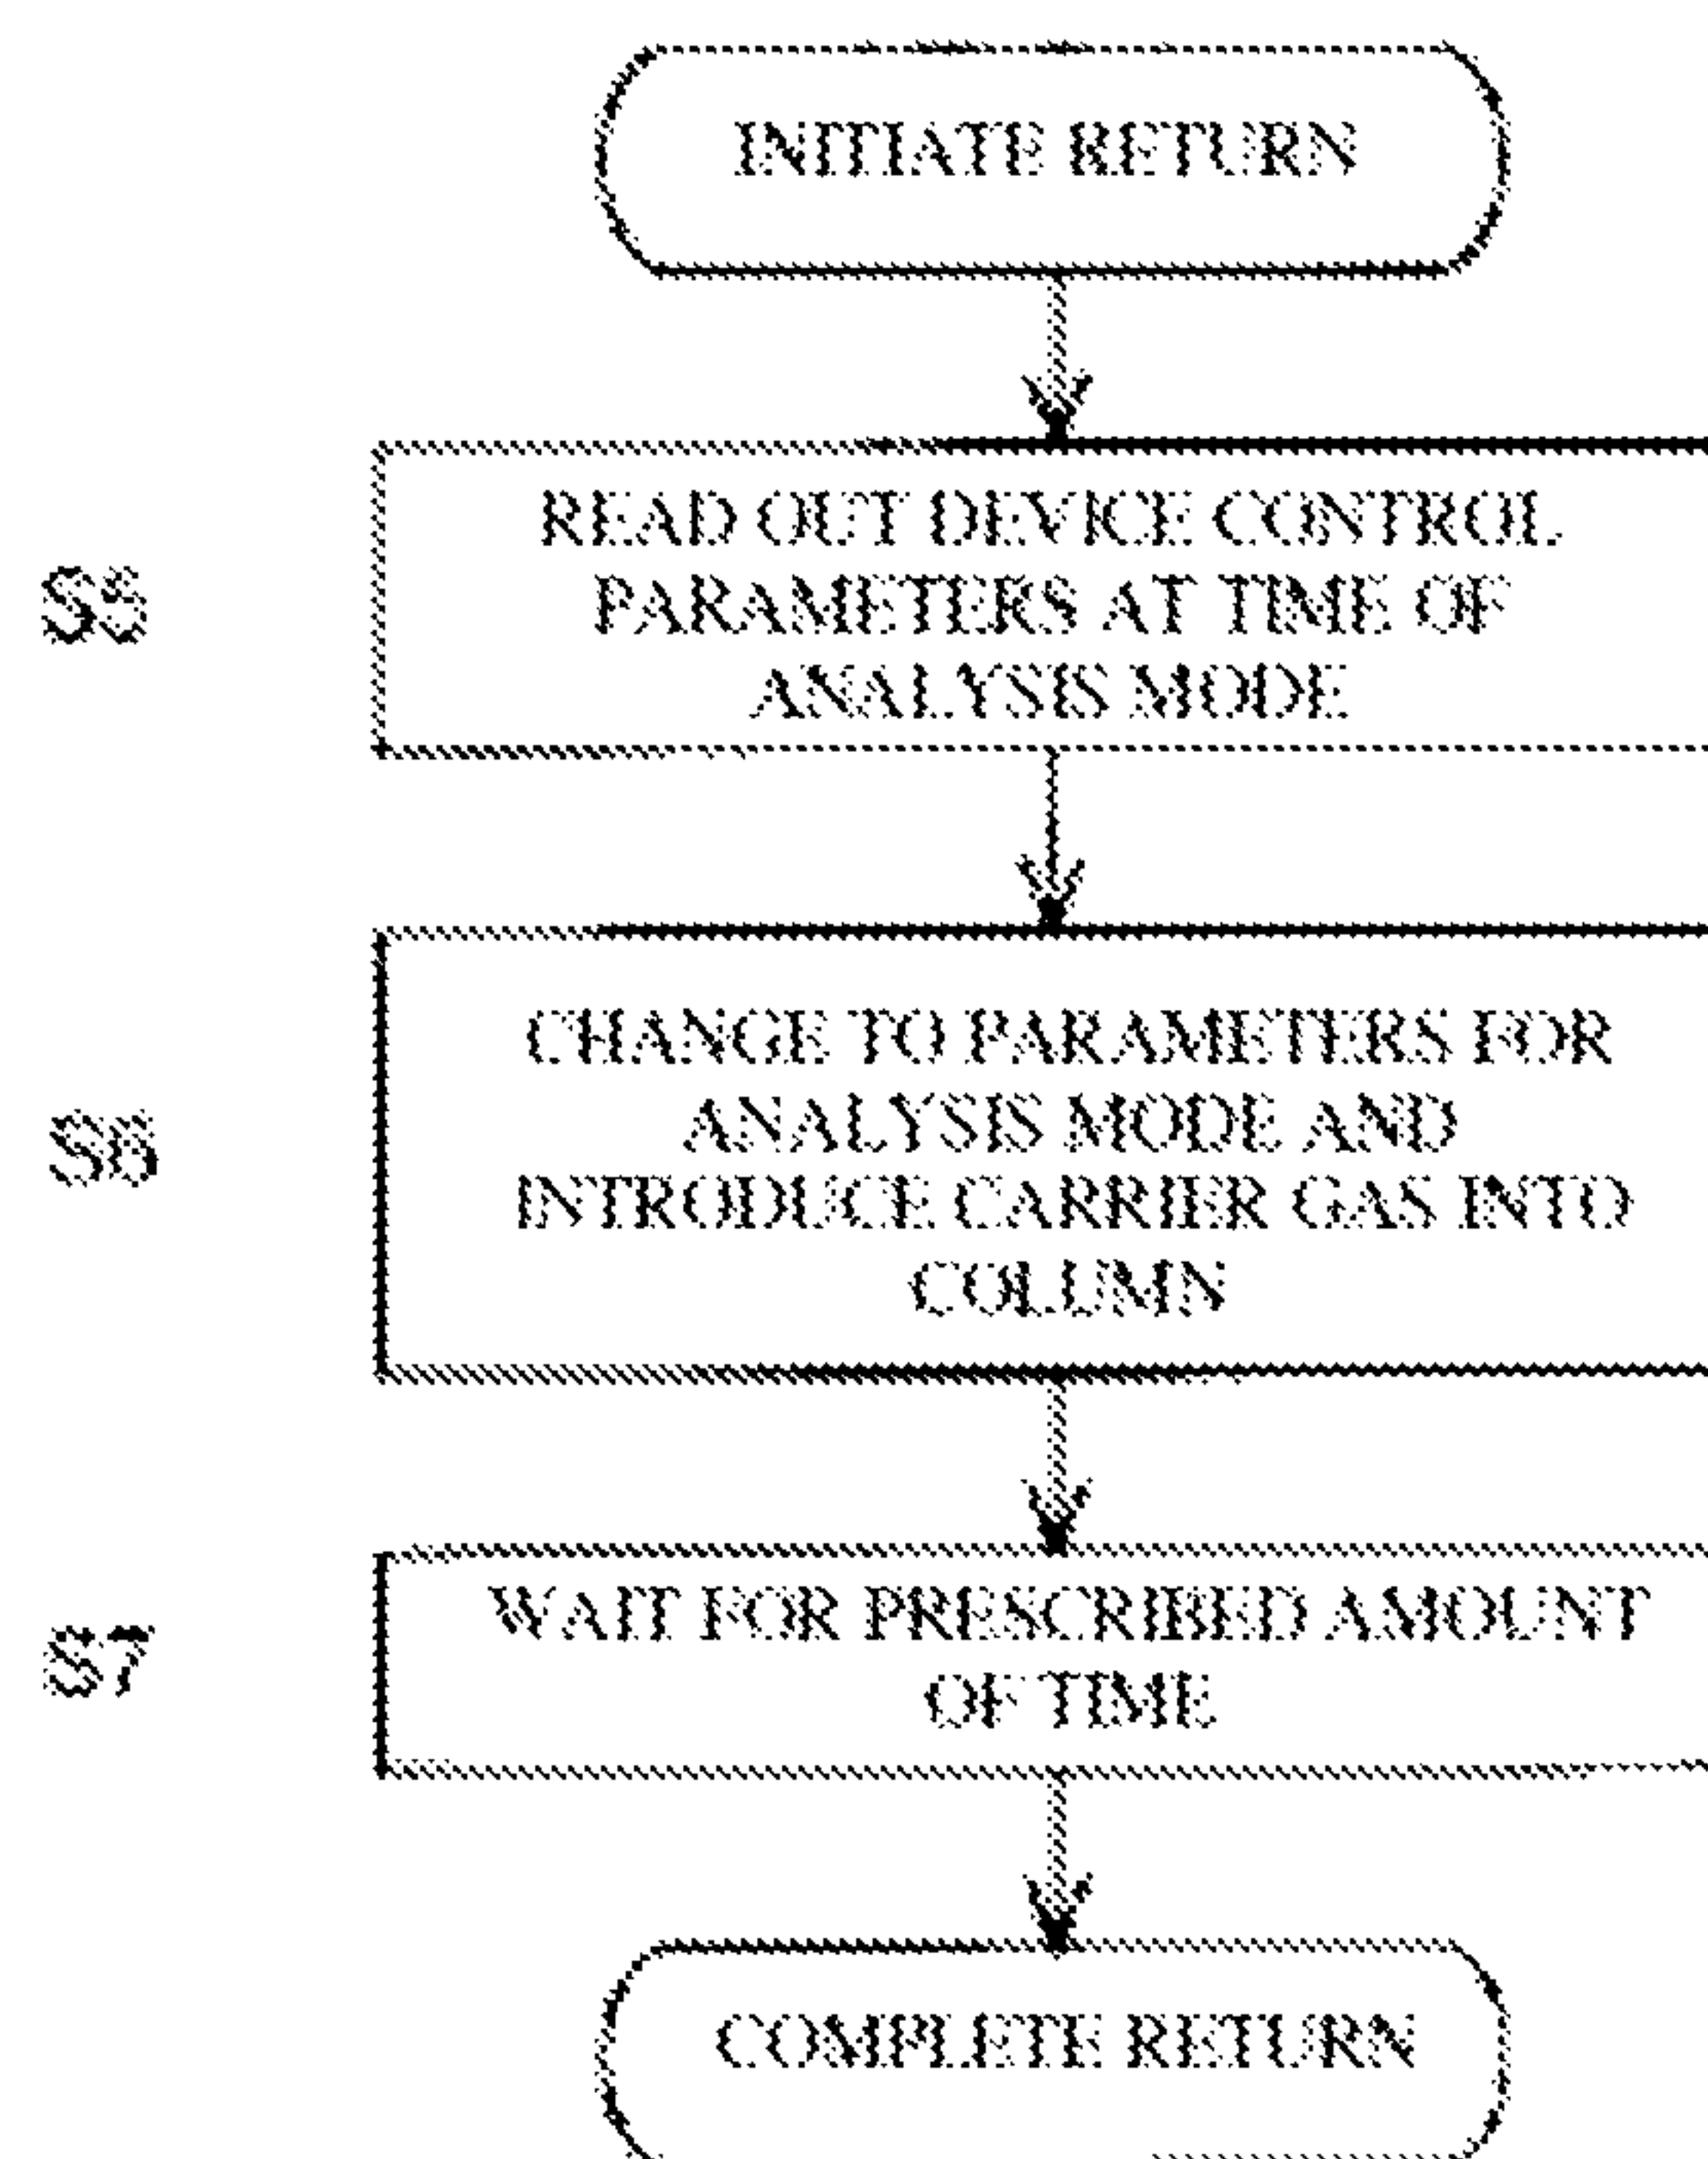 INITIATE RETURN
S5
READ OUT DEVICE CONTROL
PARAMETERS AT TIME OF
ANALYSIS MODE
S6
CHANGE TO PARAMETERS FOR
ANALYSIS MODE AND
INTRODUCE CARRIER GAS INTO
COLUMN
S7
WAIT FOR PRESCRIBED AMOUNT
OF TIME
COMPLETE RETURN